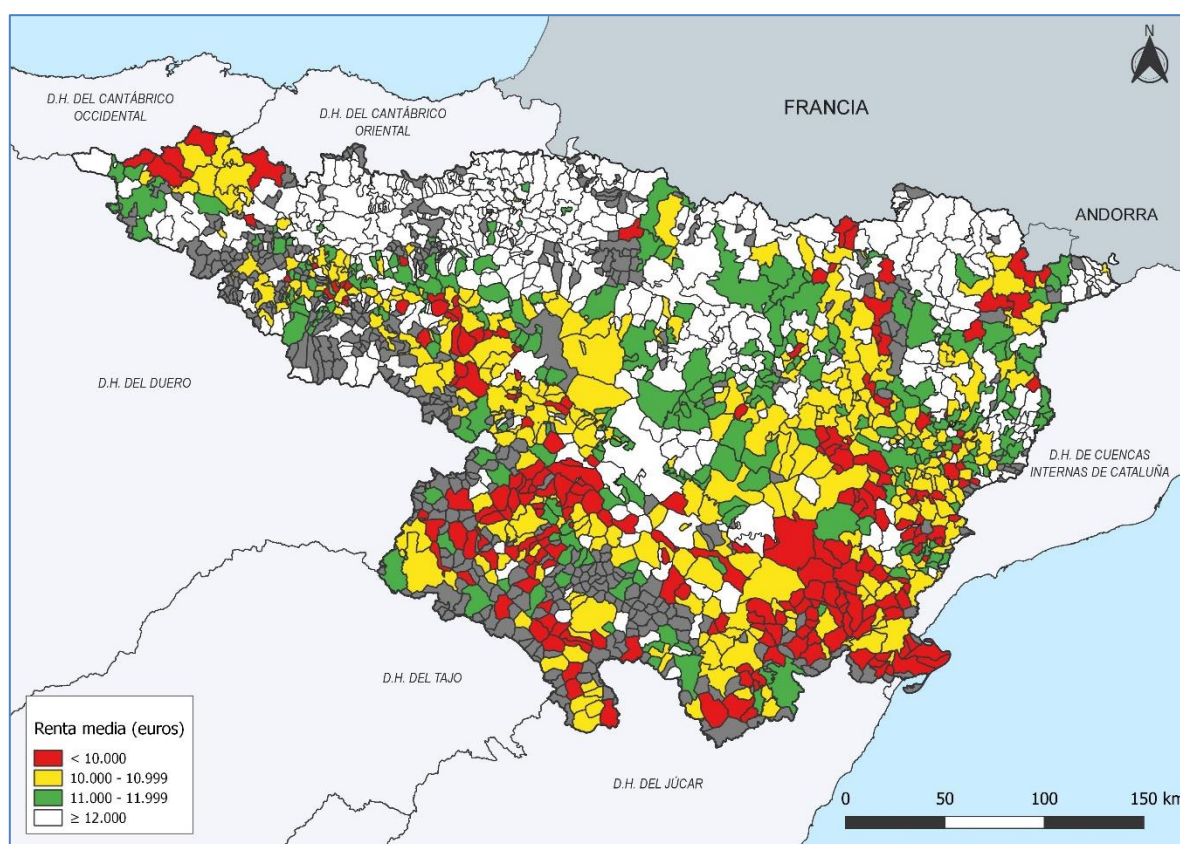 N
D.H. DEL CANTÁBRICO
OCCIDENTAL
D.H. DEL CANTÁBRICO
ORIENTAL
FRANCIA
ANDORRA
D.H. DEL DUERO
D.H. DE CUENCAS
INTERNAS DE CATALUÑA
D.H. DEL TAJO
D.H. DEL JÚCAR
Renta media (euros)
< 10.000
10.000 - 10.999
11.000 - 11.999
≥ 12.000
0 50 100 150 km